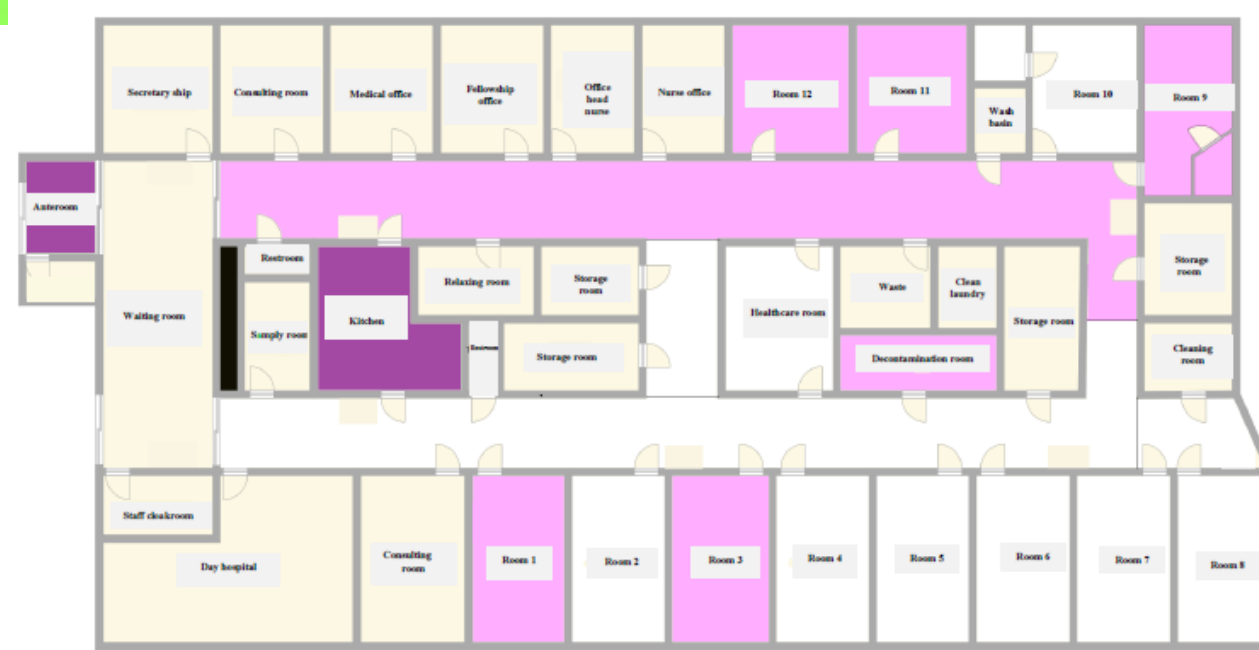 Secretary ship
Consulting room
Medical office
Fellowship
office
Office
head
nurse
Nurse office
Room 12
Room 11
Wash
basin
Room 10
Room 9
Anteroom
Waiting room
Restroom
Kitchen
Relaxing room
Storage
room
Storage room
Healthcare room
Waste
Clean
laundry
Decontamination room
Storage room
Storage
room
Cleaning
room
Staff cloakroom
Day hospital
Consulting
room
Room 1
Room 2
Room 3
Room 4
Room 5
Room 6
Room 7
Room 8